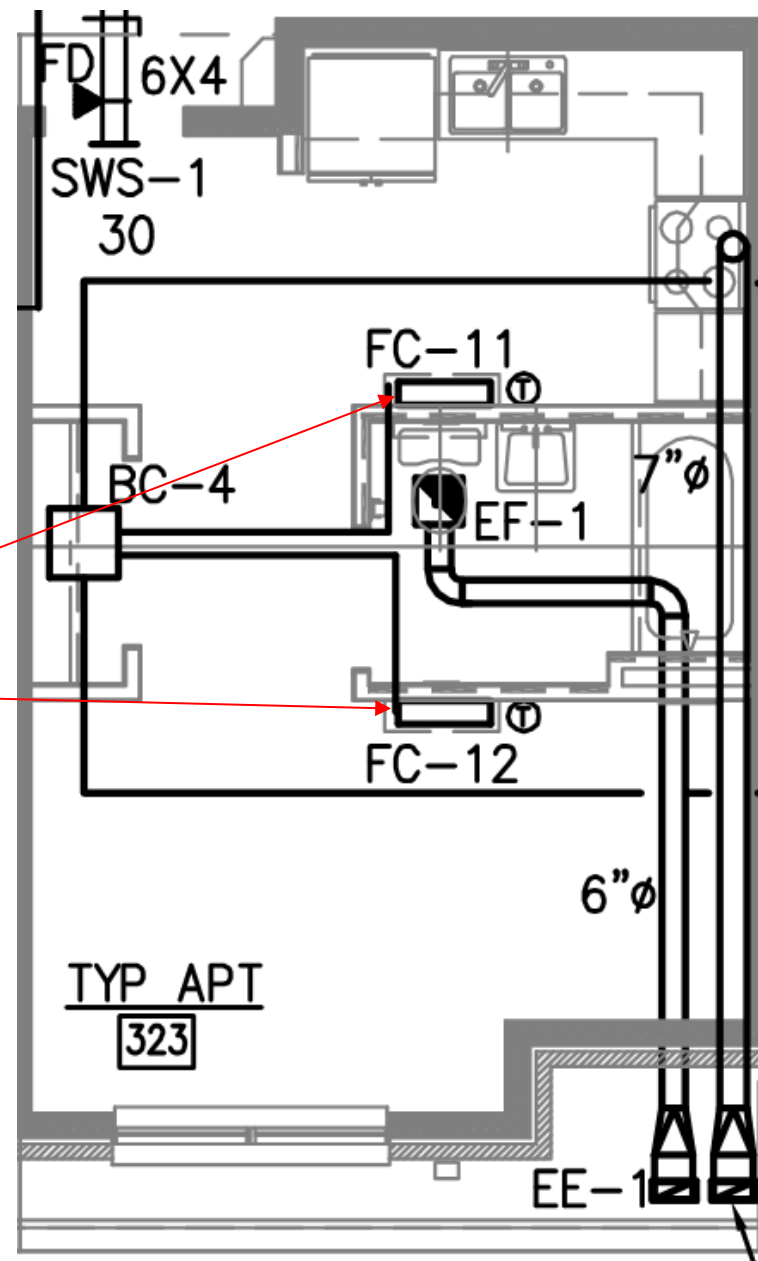 FD
6X4
SWS-1
30
FC-11
T
BC-4
7"ø
EF-1
T
FC-12
6"ø
TYP APT
323
EE-1